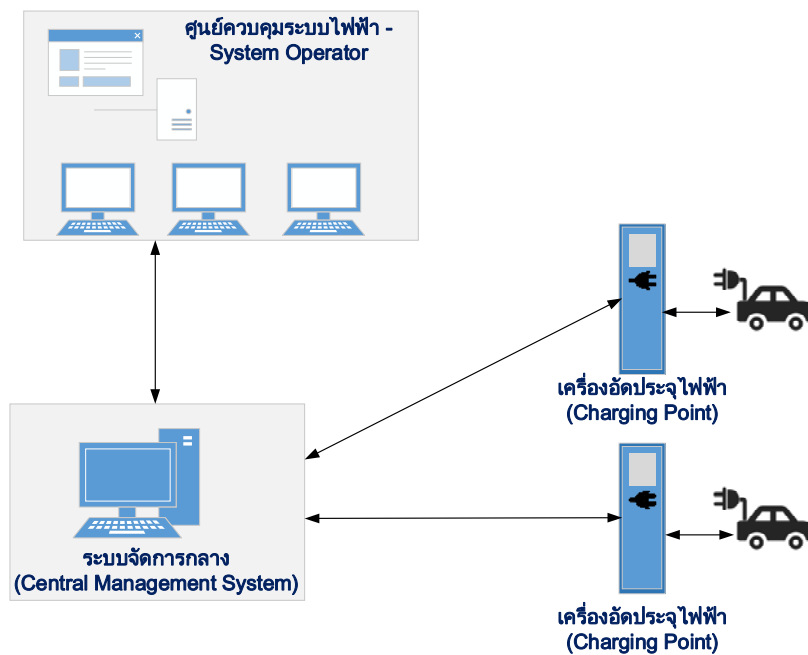 ศูนย์ควบคุมระบบไฟฟ้า -
System Operator
เครื่องอัดประจุไฟฟ้า
(Charging Point)
ระบบจัดการกลาง
(Central Management System)
เครื่องอัดประจุไฟฟ้า
(Charging Point)